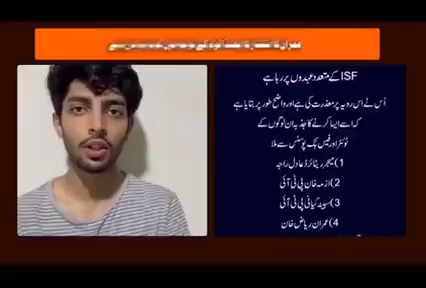 ISF کے متعدد عہدوں پر رہا ہے
اُس نے اس رویہ پر معذرت کی ہے اور واضح طور پر بتایا ہے
کہ اسے ایسا کرنے کا جذبہ ان لوگوں کے
ٹوئٹر اور فیس بک پوسٹس سے ملا
1) میجر ریٹائرڈ عادل راجہ
2) ازمہ خان پی ٹی آئی
3) سبینہ کیانی پی ٹی آئی
4) عمران ریاض خان